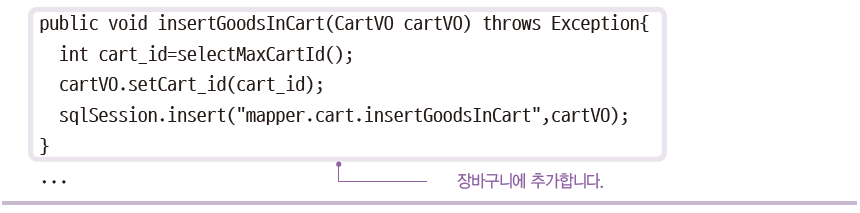 public void insertGoodsInCart(CartVO cartVO) throws Exception{
  int cart_id=selectMaxCartId();
  cartVO.setCart_id(cart_id);
  sqlSession.insert("mapper.cart.insertGoodsInCart",cartVO);
}
...
장바구니에 추가합니다.